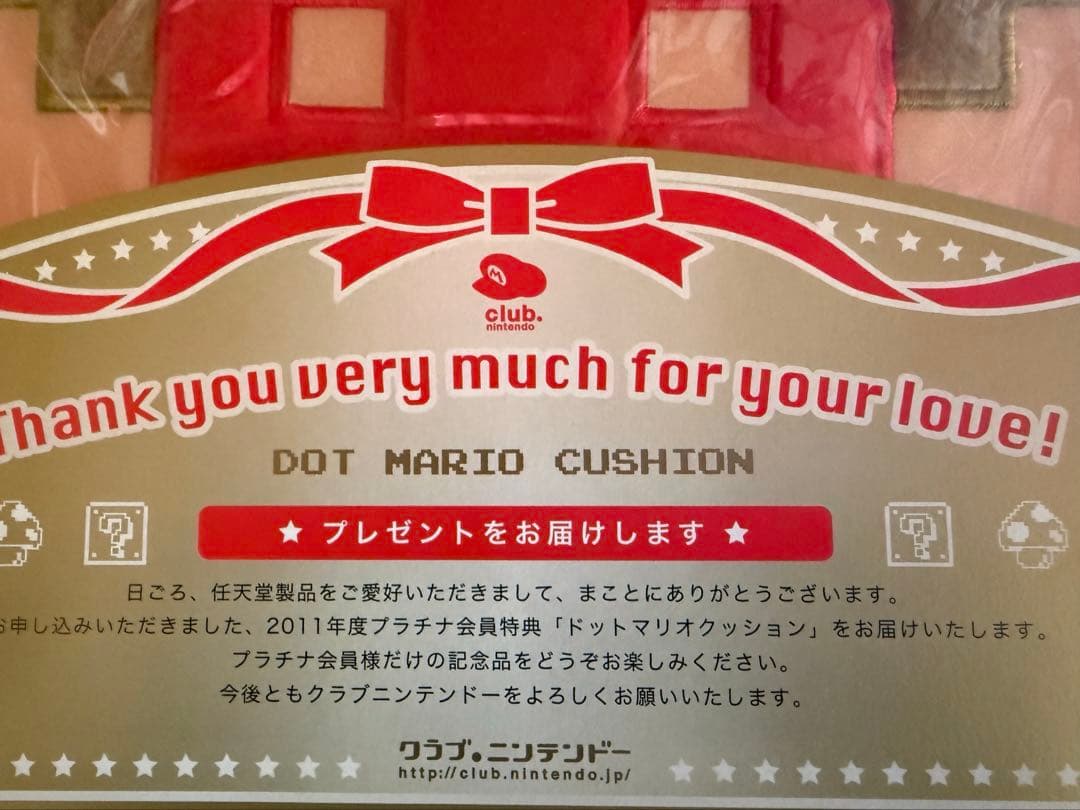 M
club.
nintendo
Thank you very much for your love!
DOT MARIO CUSHION
★ プレゼントをお届けします ★
日ごろ、任天堂製品をご愛好いただきまして、まことにありがとうございます。
お申し込みいただきました、2011年度プラチナ会員特典「ドットマリオクッション」をお届けいたします。
プラチナ会員様だけの記念品をどうぞお楽しみください。
今後ともクラブニンテンドーをよろしくお願いいたします。
クラブ・ニンテンドー
http://club.nintendo.jp/